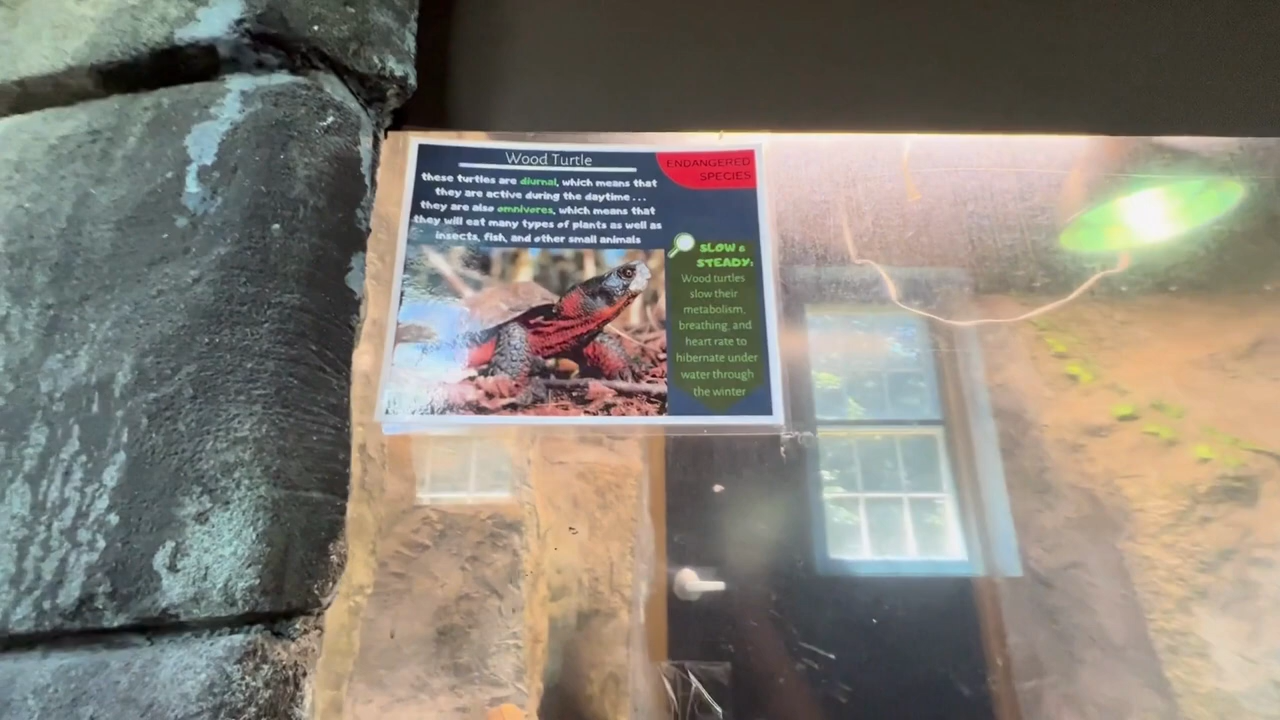 Wood Turtle
ENDANGERED
SPECIES
these turtles are diurnal, which means that
they are active during the daytime...
they are also omnivores, which means that
they will eat many types of plants as well as
insects, fish, and other small animals
SLOW &
STEADY:
Wood turtles
slow their
metabolism,
breathing, and
heart rate to
hibernate under
water through
the winter